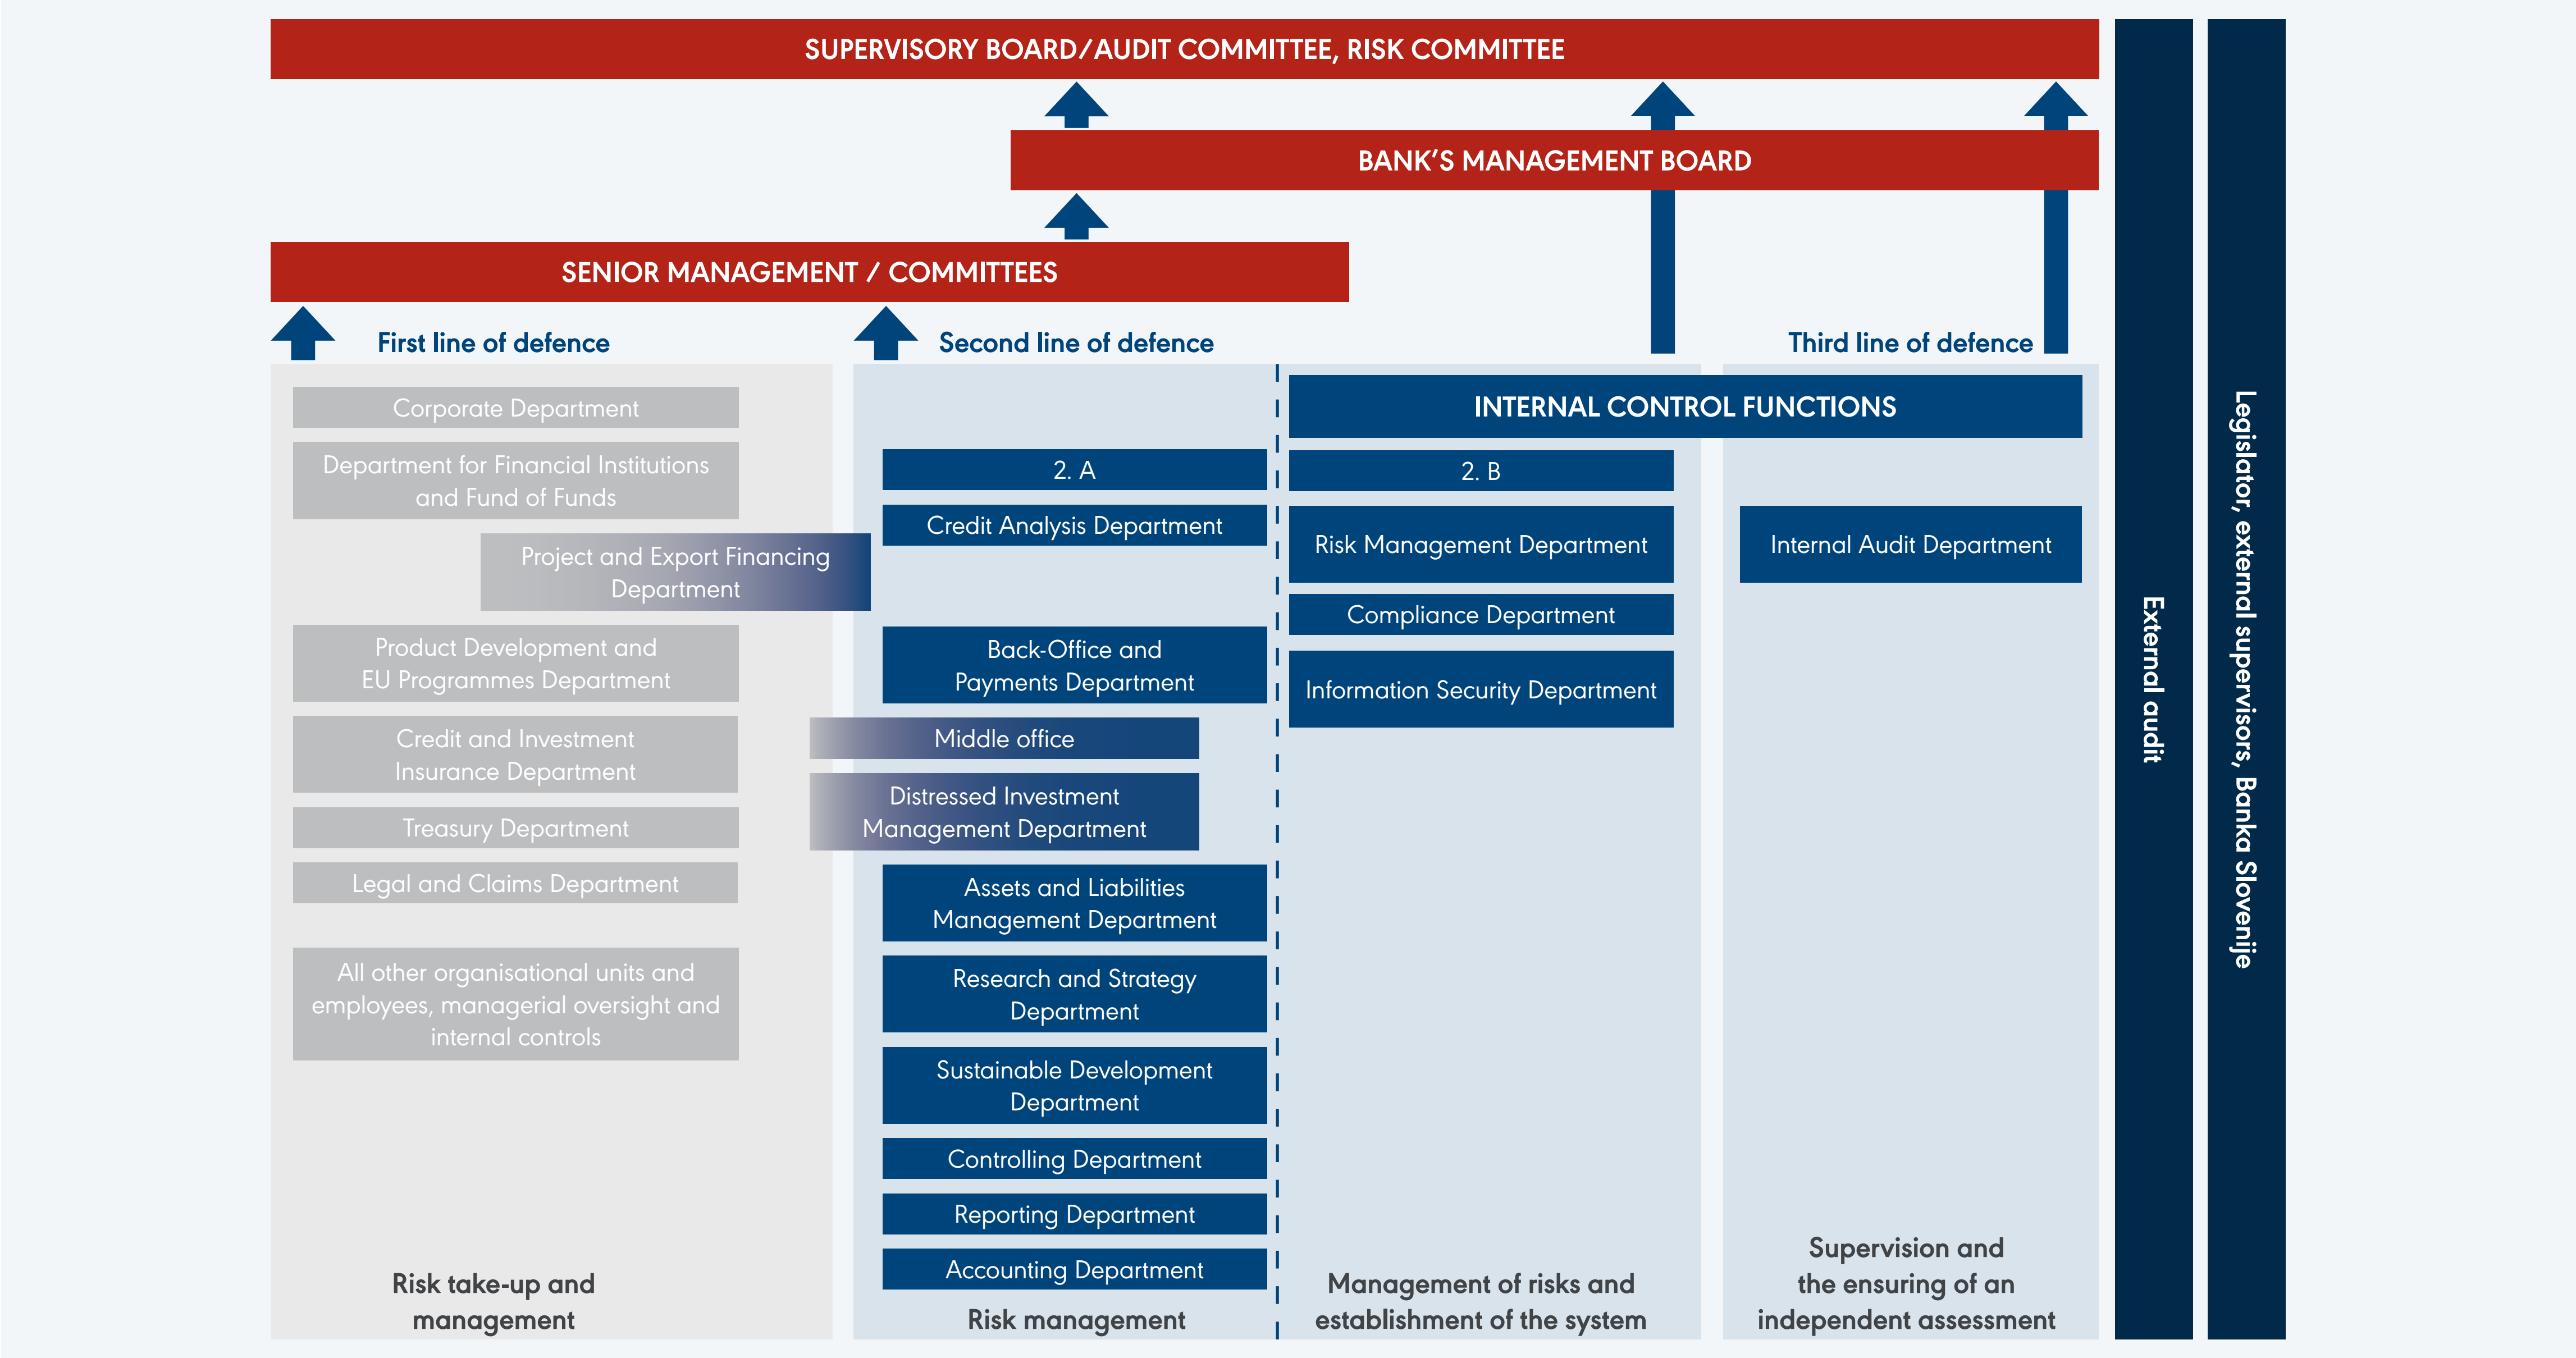 SUPERVISORY BOARD/AUDIT COMMITTEE, RISK COMMITTEE
BANK’S MANAGEMENT BOARD
SENIOR MANAGEMENT / COMMITTEES
First line of defence
Corporate Department
Department for Financial Institutions
and Fund of Funds
Project and Export Financing
Department
Product Development and
EU Programmes Department
Credit and Investment
Insurance Department
Treasury Department
Legal and Claims Department
All other organisational units and
employees, managerial oversight and
internal controls
Risk take-up and
management
Second line of defence
2. A
Credit Analysis Department
Back-Office and
Payments Department
Middle office
Distressed Investment
Management Department
Assets and Liabilities
Management Department
Research and Strategy
Department
Sustainable Development
Department
Controlling Department
Reporting Department
Accounting Department
Risk management
INTERNAL CONTROL FUNCTIONS
2. B
Risk Management Department
Compliance Department
Information Security Department
Management of risks and
establishment of the system
Third line of defence
Internal Audit Department
Supervision and
the ensuring of an
independent assessment
External audit
Legislator, external supervisors, Banka Slovenije